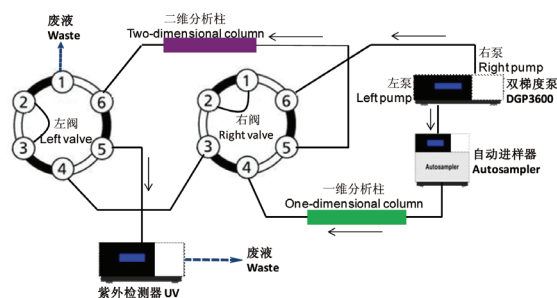 废液
Waste
二维分析柱
Two-dimensional column
右泵
Right pump
左泵
Left pump
双梯度泵
DGP3600
1
2
3
4
5
6
左阀
Left valve
1
2
3
4
5
6
右阀
Right valve
自动进样器
Autosampler
Autosampler
一维分析柱
One-dimensional column
废液
Waste
紫外检测器 UV